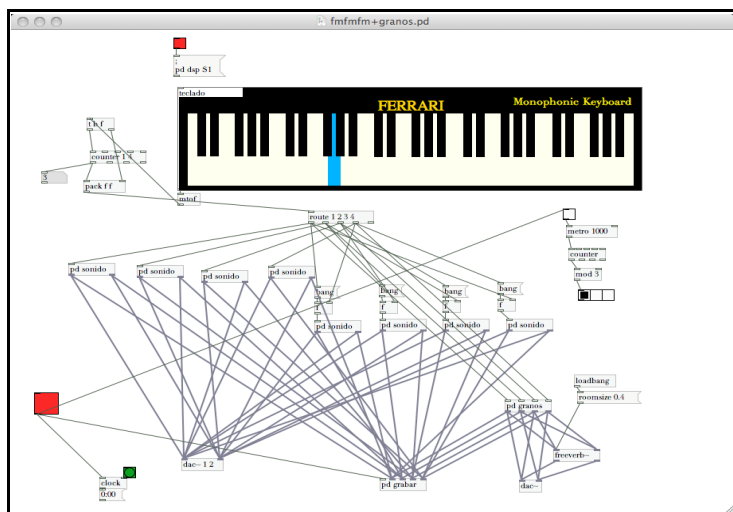 fmfmfm+granos.pd
;
pd dsp S1
teclado
FERRARI
Monophonic Keyboard
t b f
counter 1 4
3
pack f f
mtof
route 1 2 3 4
metro 1000
counter
mod 3
pd sonido
pd sonido
pd sonido
pd sonido
bang
bang
bang
bang
f
f
f
f
pd sonido
pd sonido
pd sonido
pd sonido
loadbang
roomsize 0.4
pd granos
freeverb~
dac~ 1 2
clock
0:00
pd grabar
dac~